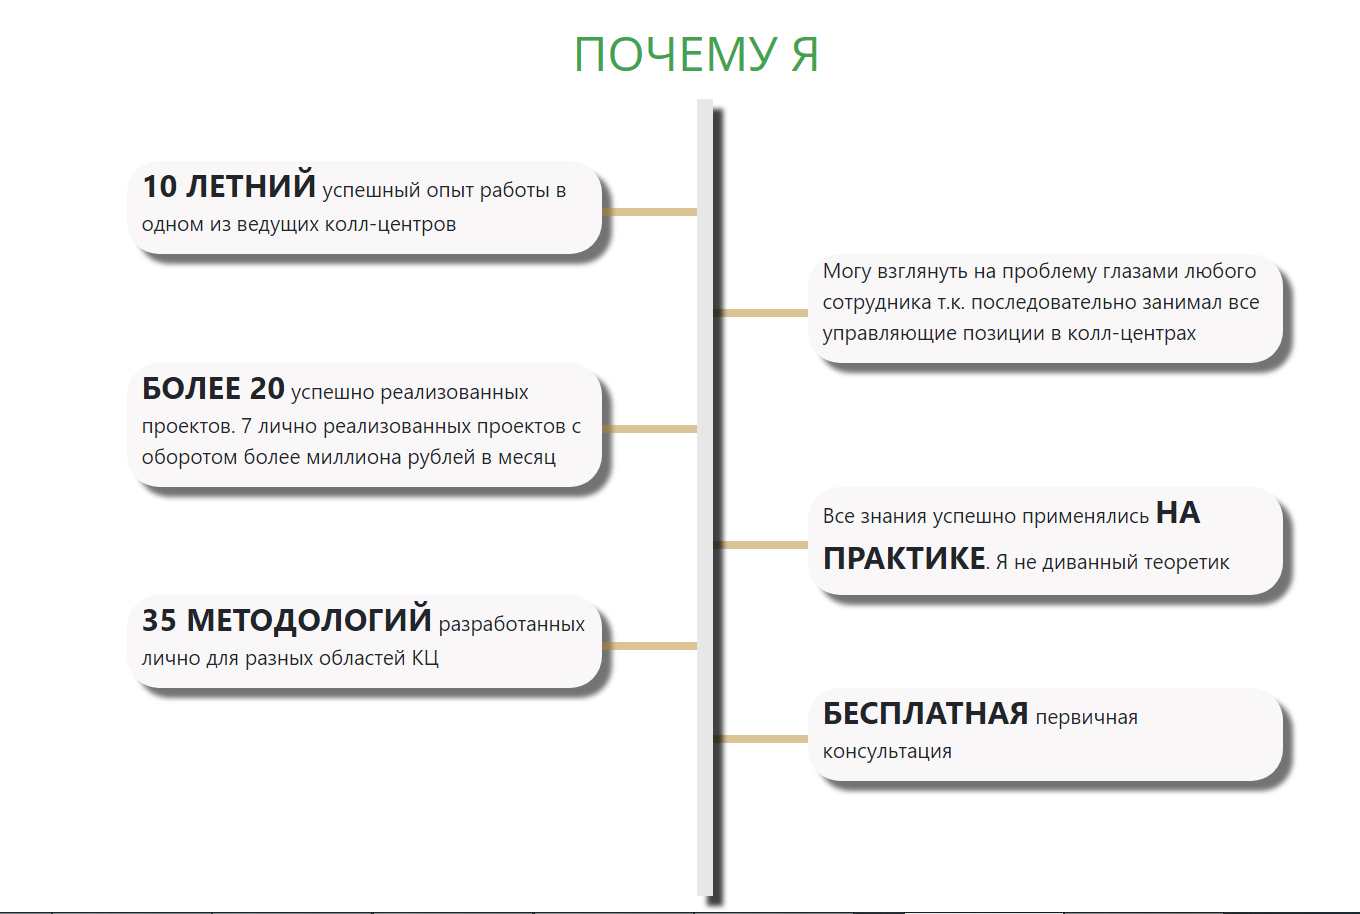 ПОЧЕМУ Я
10 ЛЕТНИЙ успешный опыт работы в
одном из ведущих колл-центров
Могу взглянуть на проблему глазами любого
сотрудника т.к. последовательно занимал все
управляющие позиции в колл-центрах
БОЛЕЕ 20 успешно реализованных
проектов. 7 лично реализованных проектов с
оборотом более миллиона рублей в месяц
Все знания успешно применялись НА
ПРАКТИКЕ. Я не диванный теоретик
35 МЕТОДОЛОГИЙ разработанных
лично для разных областей КЦ
БЕСПЛАТНАЯ первичная
консультация